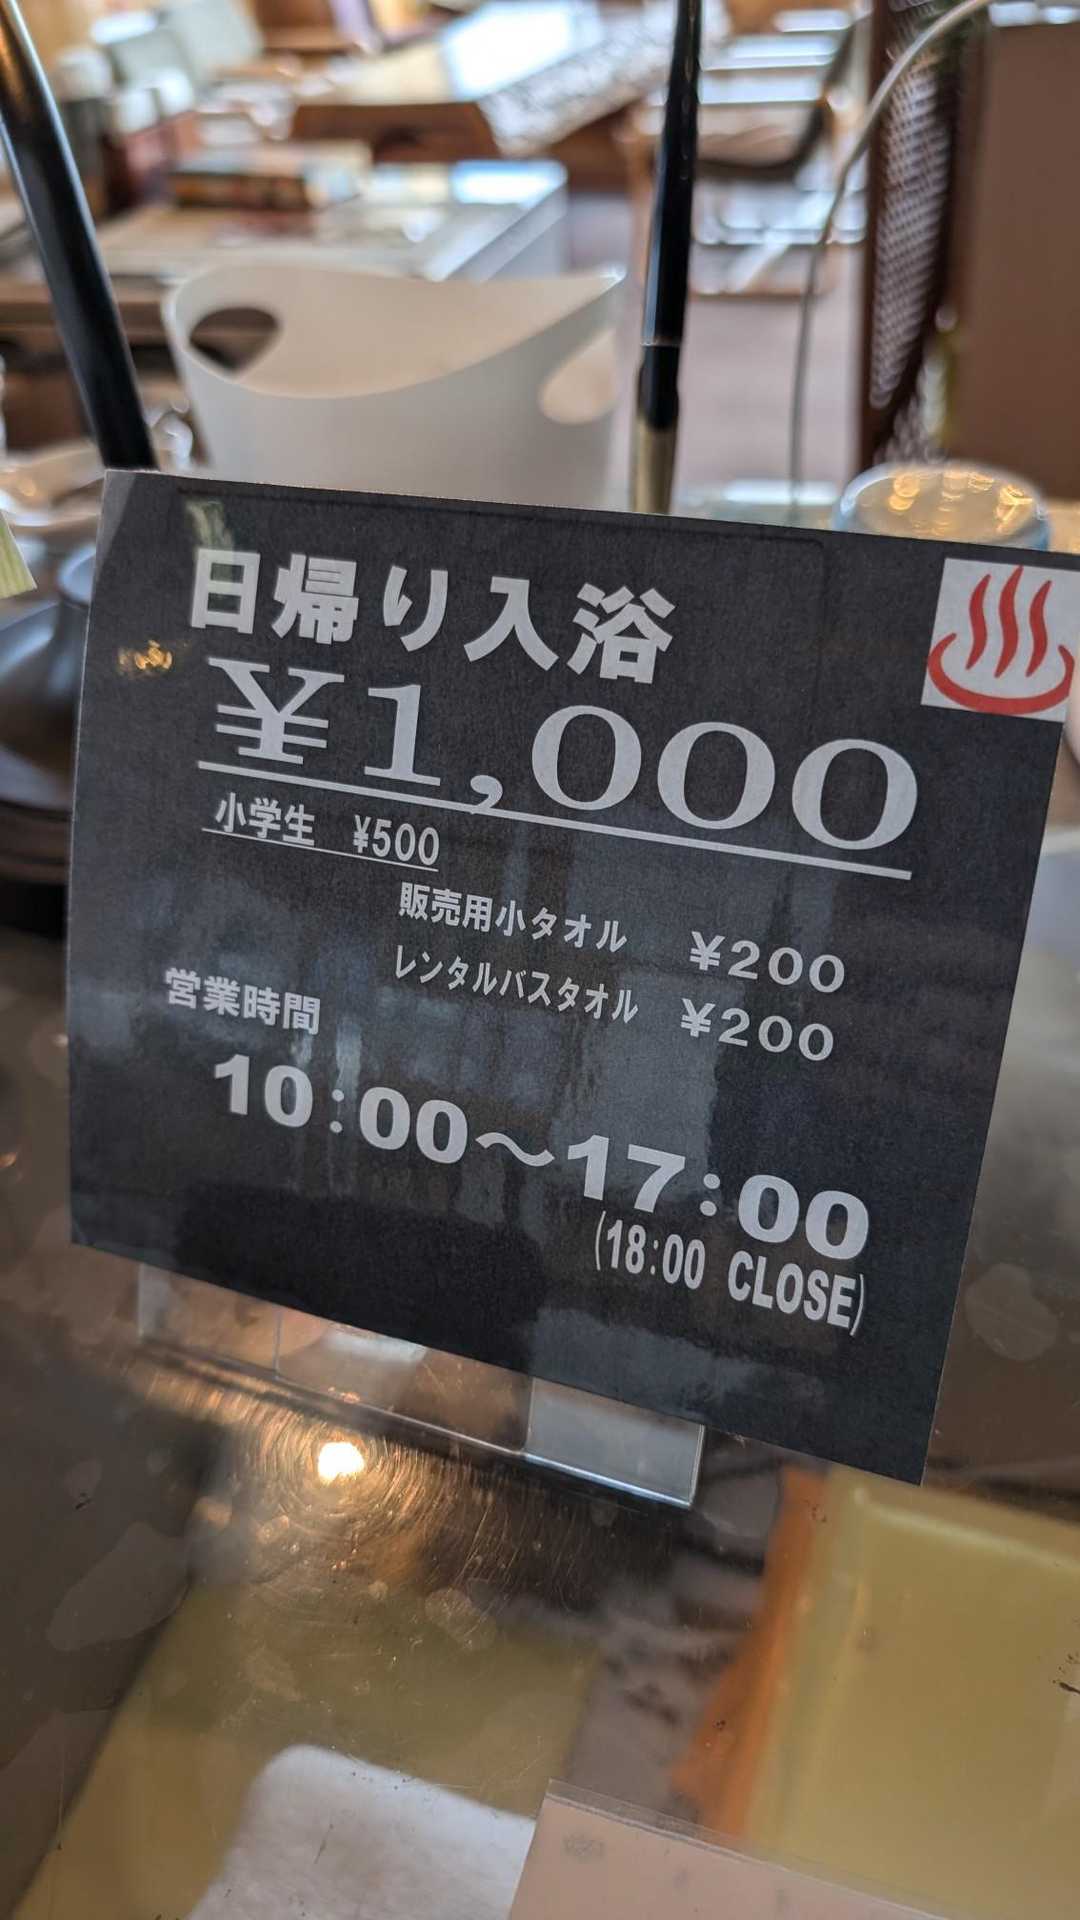 日帰り入浴
¥1,000
小学生 ¥500
販売用小タオル ¥200
レンタルバスタオル ¥200
営業時間
10:00〜17:00
(18:00 CLOSE)